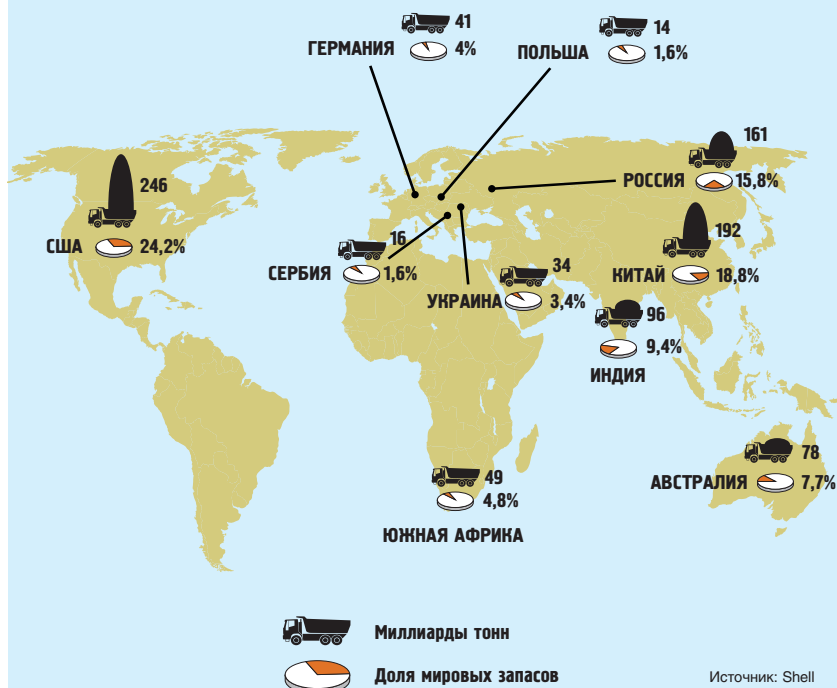 41
ГЕРМАНИЯ 4%
14
ПОЛЬША 1,6%
161
РОССИЯ 15,8%
246
США 24,2%
192
КИТАЙ 18,8%
16
СЕРБИЯ 1,6%
34
УКРАИНА 3,4%
96
9,4%
ИНДИЯ
78
АВСТРАЛИЯ 7,7%
49
4,8%
ЮЖНАЯ АФРИКА
Миллиарды тонн
Доля мировых запасов
Источник: Shell